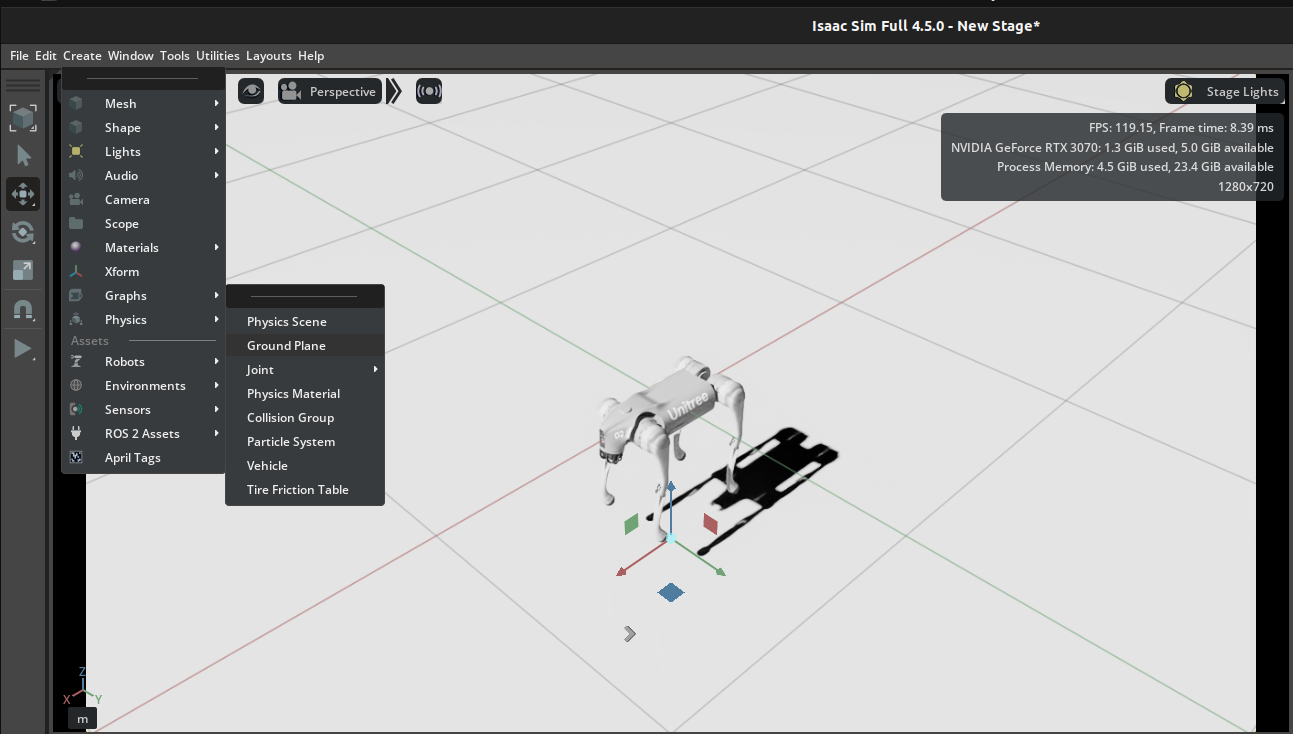 Isaac Sim Full 4.5.0 - New Stage*
File Edit Create Window Tools Utilities Layouts Help
Perspective
Stage Lights
FPS: 119.15, Frame time: 8.39 ms
NVIDIA GeForce RTX 3070: 1.3 GiB used, 5.0 GiB available
Process Memory: 4.5 GiB used, 23.4 GiB available
1280x720
Mesh
Shape
Lights
Audio
Camera
Scope
Materials
Xform
Graphs
Physics
Assets
Robots
Environments
Sensors
ROS 2 Assets
April Tags
Physics Scene
Ground Plane
Joint
Physics Material
Collision Group
Particle System
Vehicle
Tire Friction Table
Unitree
Z
X
Y
m